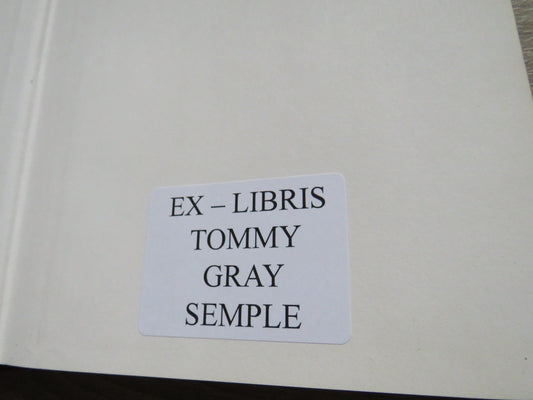 EX – LIBRIS
TOMMY
GRAY
SEMPLE